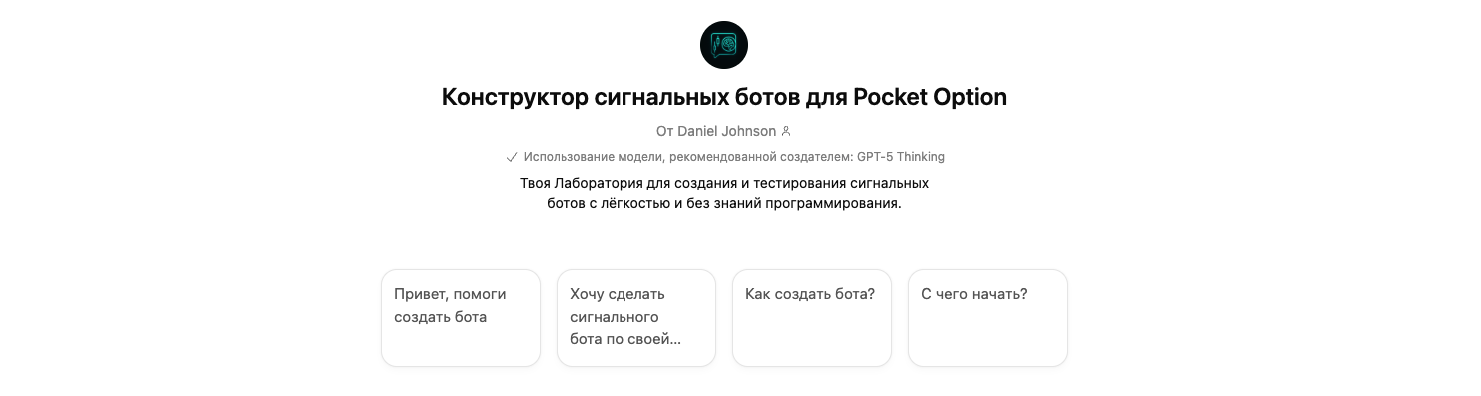 Конструктор сигнальных ботов для Pocket Option
От Daniel Johnson
Использование модели, рекомендованной создателем: GPT-5 Thinking
Твоя Лаборатория для создания и тестирования сигнальных
ботов с лёгкостью и без знаний программирования.
Привет, помоги
создать бота
Хочу сделать
сигнального
бота по своей...
Как создать бота?
С чего начать?